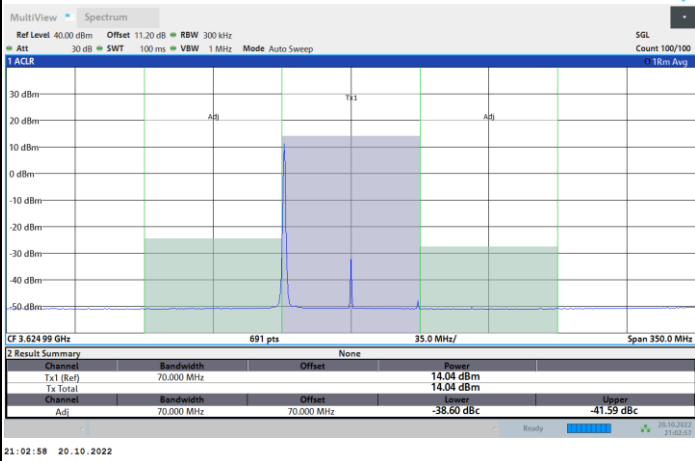 MultiView Spectrum
Ref Level 40.00 dBm Offset 11.20 dB RBW 300 kHz SGL
Att 30 dB SWT 100 ms VBW 1 MHz Mode Auto Sweep Count 100/100
1 ACLR 1Rm Avg
30 dBm
Tx1
20 dBm
Adj Adj
10 dBm
0 dBm
-10 dBm
-20 dBm
-30 dBm
-40 dBm
-50 dBm
CF 3.624 99 GHz 691 pts 35.0 MHz/ Span 350.0 MHz
2 Result Summary None
Channel Bandwidth Offset Power
Tx1 (Ref) 70.000 MHz 14.04 dBm
Tx Total 14.04 dBm
Channel Bandwidth Offset Lower Upper
Adj 70.000 MHz 70.000 MHz -38.60 dBc -41.59 dBc
Ready 20.10.2022
21:02:57
21:02:58 20.10.2022